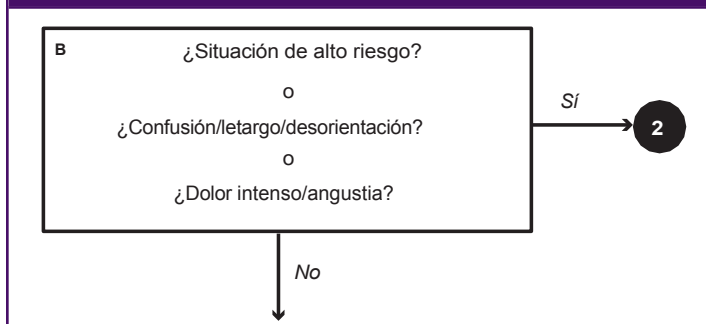 B
¿Situación de alto riesgo?
o
¿Confusión/letargo/desorientación?
o
¿Dolor intenso/angustia?
Sí
2
No